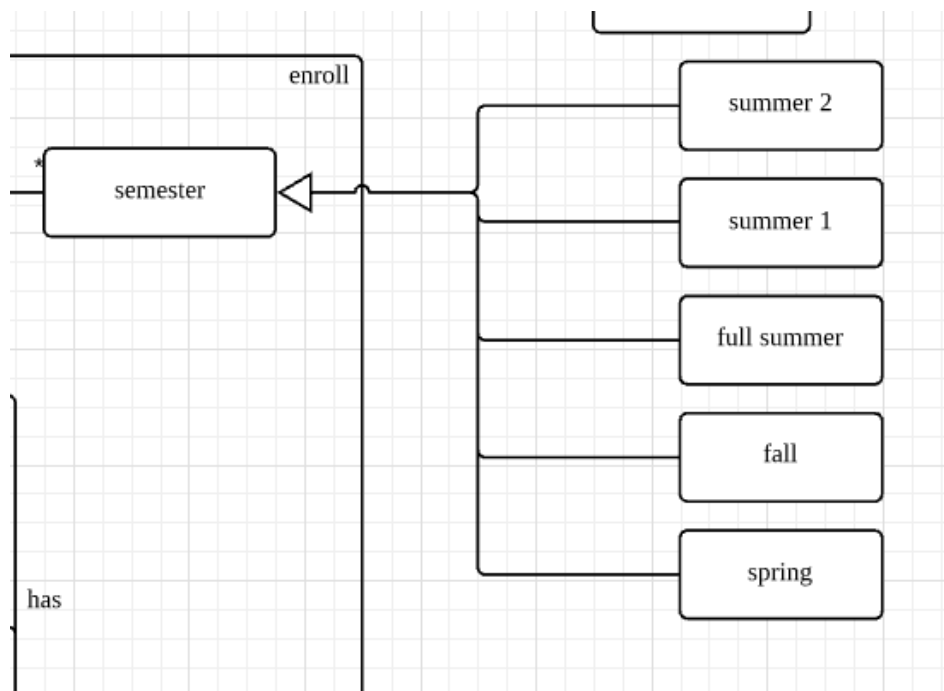 enroll
summer 2
*
semester
summer 1
full summer
fall
spring
has